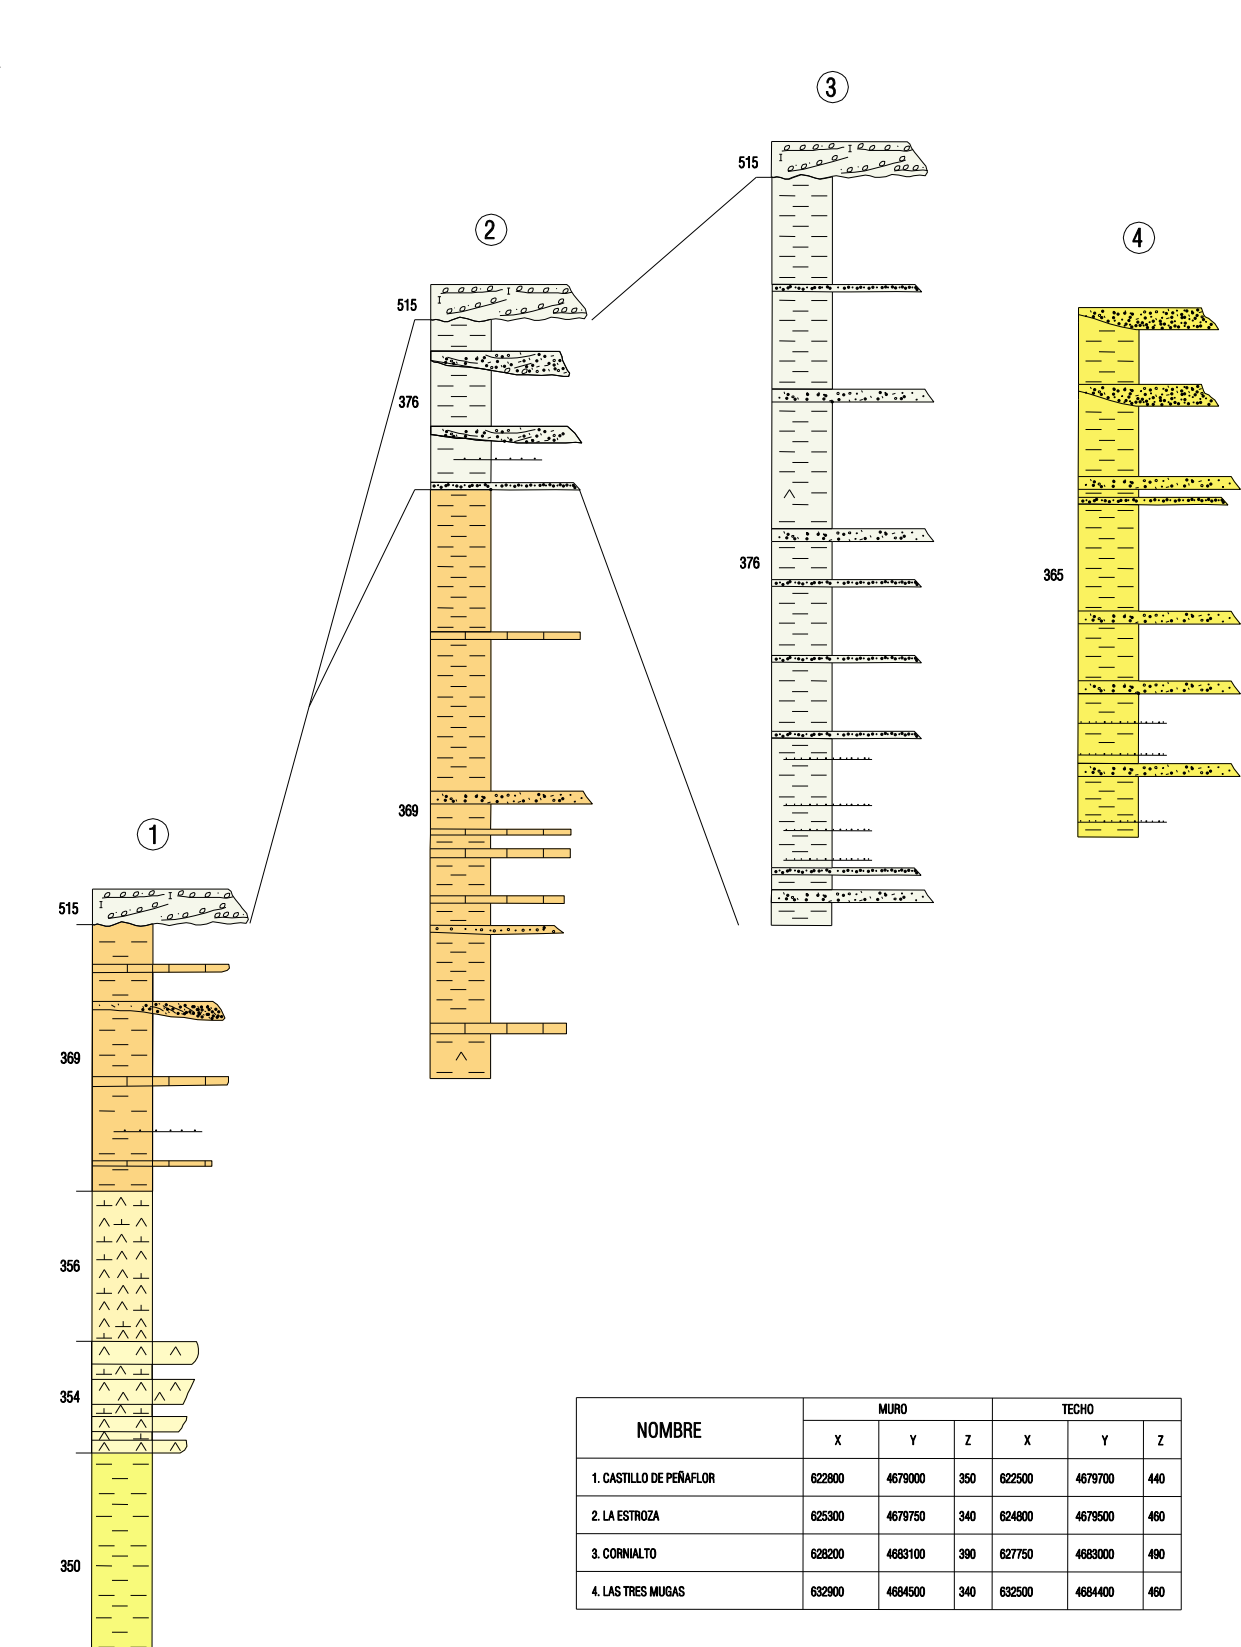 3
515
2
4
515
376
376
365
369
1
515
369
356
354
350
NOMBRE MURO TECHO
X Y Z X Y Z
1. CASTILLO DE PEÑAFLOR 622800 4679000 350 622500 4679700 440
2. LA ESTROZA 625300 4679750 340 624800 4679500 460
3. CORNIALTO 628200 4683100 390 627750 4683000 490
4. LAS TRES MUGAS 632900 4684500 340 632500 4684400 460